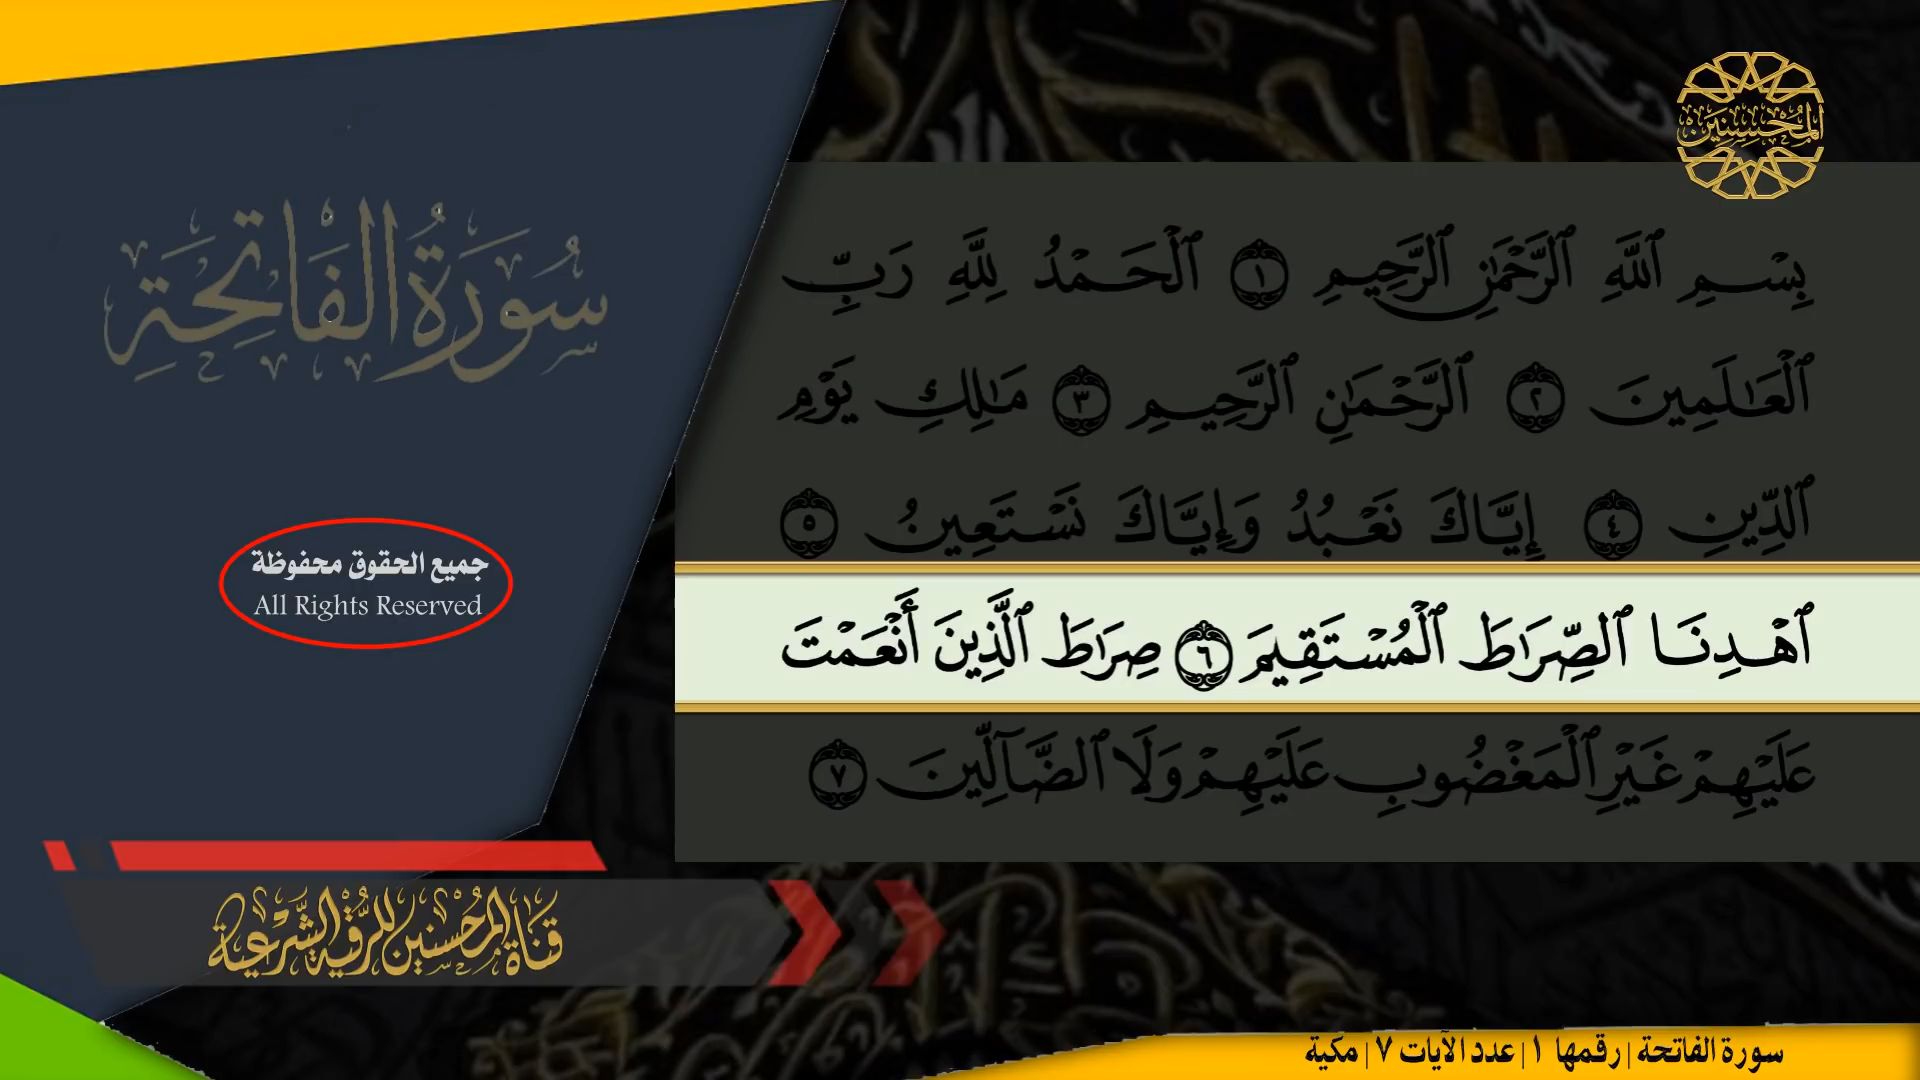 المحسنين
سُورَةُ الْفَاتِحَةِ
بِسْمِ ٱللَّهِ ٱلرَّحْمَٰنِ ٱلرَّحِيمِ ١ ٱلْحَمْدُ لِلَّهِ رَبِّ
ٱلْعَٰلَمِينَ ٢ ٱلرَّحْمَٰنِ ٱلرَّحِيمِ ٣ مَٰلِكِ يَوْمِ
ٱلدِّينِ ٤ إِيَّاكَ نَعْبُدُ وَإِيَّاكَ نَسْتَعِينُ ٥
ٱهْدِنَا ٱلصِّرَٰطَ ٱلْمُسْتَقِيمَ ٦ صِرَٰطَ ٱلَّذِينَ أَنْعَمْتَ
عَلَيْهِمْ غَيْرِ ٱلْمَغْضُوبِ عَلَيْهِمْ وَلَا ٱلضَّآلِّينَ ٧
جميع الحقوق محفوظة
All Rights Reserved
قناة المحسنين للرقية الشرعية
سورة الفاتحة | رقمها ١ | عدد الآيات ٧ | مكية